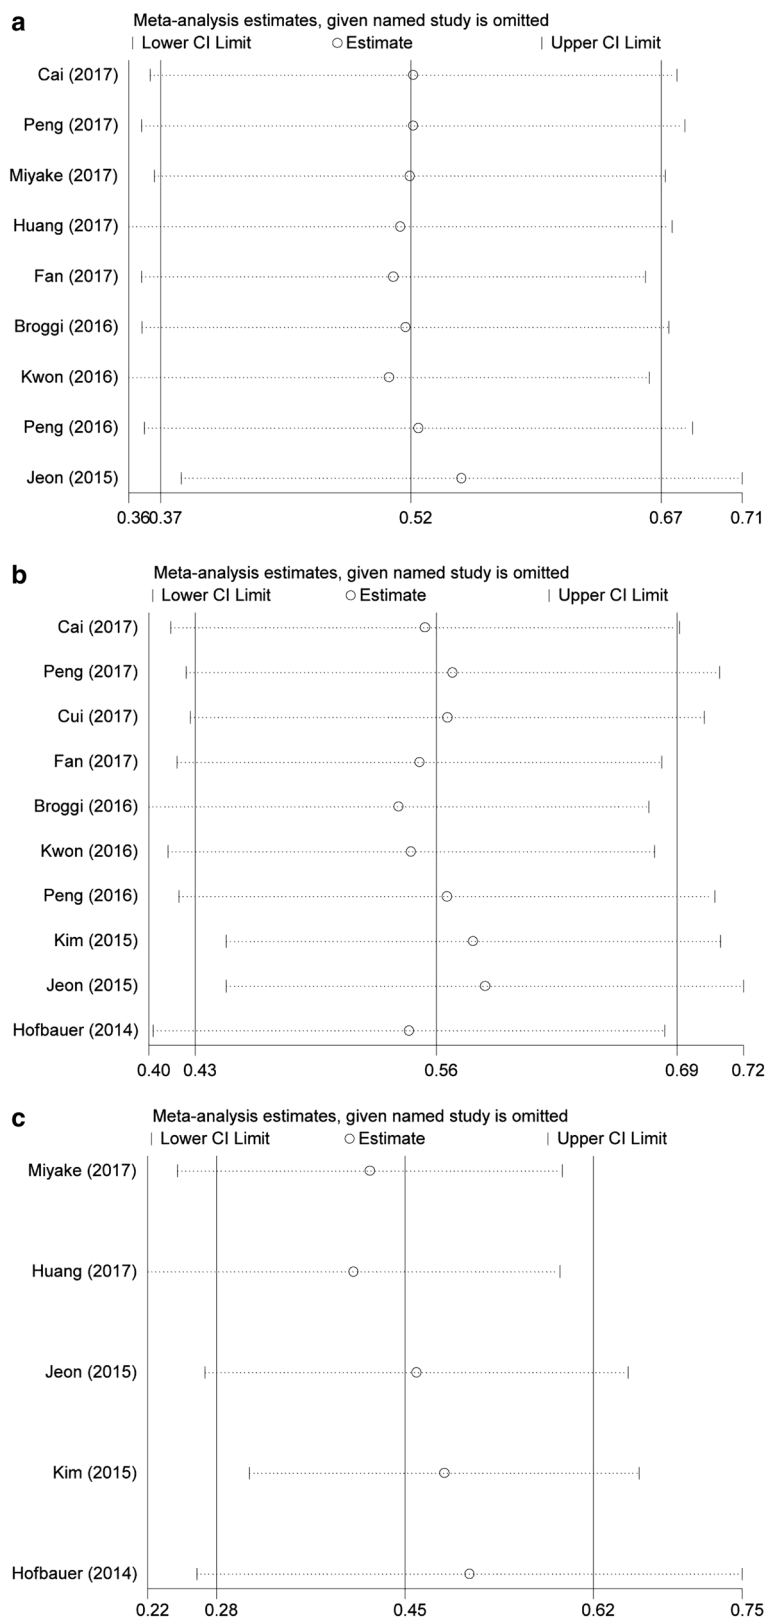 a
Meta-analysis estimates, given named study is omitted
| Lower CI Limit ○ Estimate | Upper CI Limit
Cai (2017)
Peng (2017)
Miyake (2017)
Huang (2017)
Fan (2017)
Broggi (2016)
Kwon (2016)
Peng (2016)
Jeon (2015)
0.36 0.37 0.52 0.67 0.71
b
Meta-analysis estimates, given named study is omitted
| Lower CI Limit ○ Estimate | Upper CI Limit
Cai (2017)
Peng (2017)
Cui (2017)
Fan (2017)
Broggi (2016)
Kwon (2016)
Peng (2016)
Kim (2015)
Jeon (2015)
Hofbauer (2014)
0.40 0.43 0.56 0.69 0.72
c
Meta-analysis estimates, given named study is omitted
| Lower CI Limit ○ Estimate | Upper CI Limit
Miyake (2017)
Huang (2017)
Jeon (2015)
Kim (2015)
Hofbauer (2014)
0.22 0.28 0.45 0.62 0.75